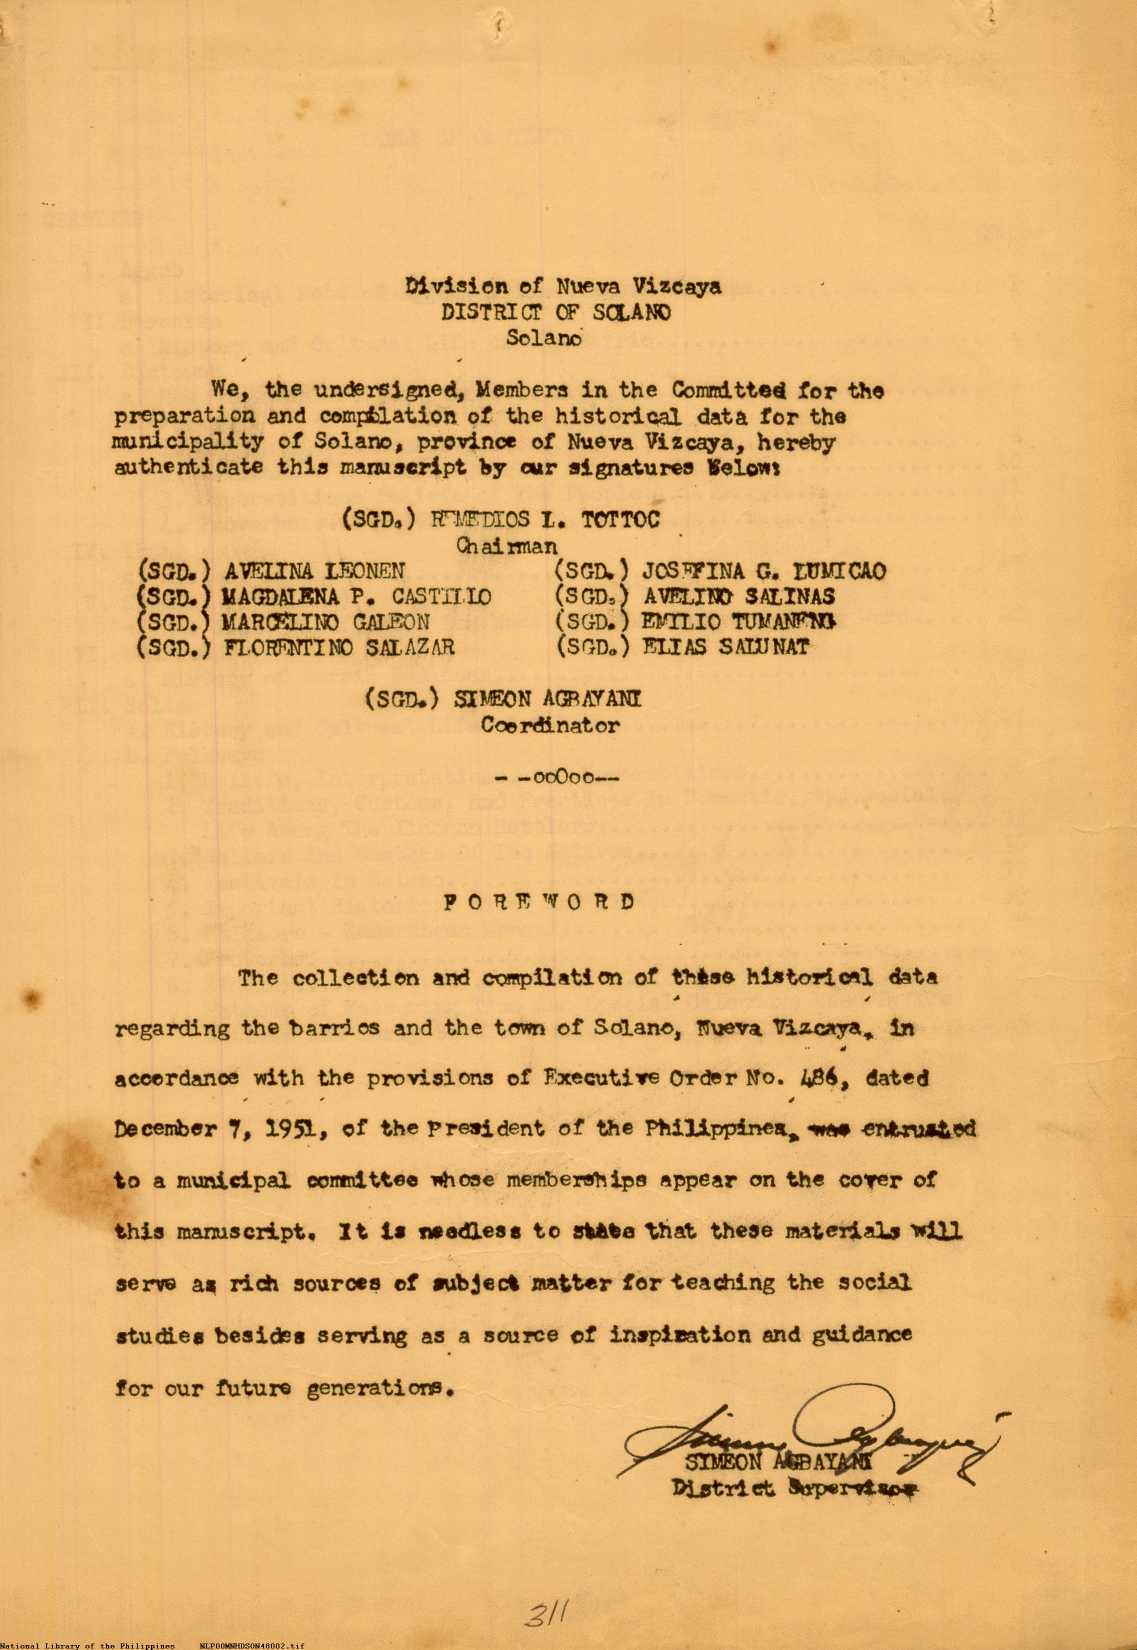 Division of Nueva Vizcaya
DISTRICT OF SOLANO
Solano
We, the undersigned, Members in the Committed for the
preparation and compilation of the historical data for the
municipality of Solano, province of Nueva Vizcaya, hereby
authenticate this manuscript by our signatures below:
(SGD.) REMEDIOS L. TOTTOC
Chairman
(SGD.) AVELINA LEONEN (SGD.) JOSEFINA G. LUMICAO
(SGD.) MAGDALENA P. CASTILLO (SGD.) AVELINO SALINAS
(SGD.) MARCELINO GALEON (SGD.) EMILIO TUMANENG
(SGD.) FLORENTINO SALAZAR (SGD.) ELIAS SALUNAT
(SGD.) SIMEON AGBAYANI
Coordinator
- -ooOoo--
F O R E W O R D
The collection and compilation of these historical data
regarding the barrios and the town of Solano, Nueva Vizcaya, in
accordance with the provisions of Executive Order No. 486, dated
December 7, 1951, of the President of the Philippines, was entrusted
to a municipal committee whose memberships appear on the cover of
this manuscript. It is needless to state that these materials will
serve as rich sources of subject matter for teaching the social
studies besides serving as a source of inspiration and guidance
for our future generations.
Simeon Agbayani
SIMEON AGBAYANI
District Supervisor
311
National Library of the Philippines NLP00MNHDSON48002.tif